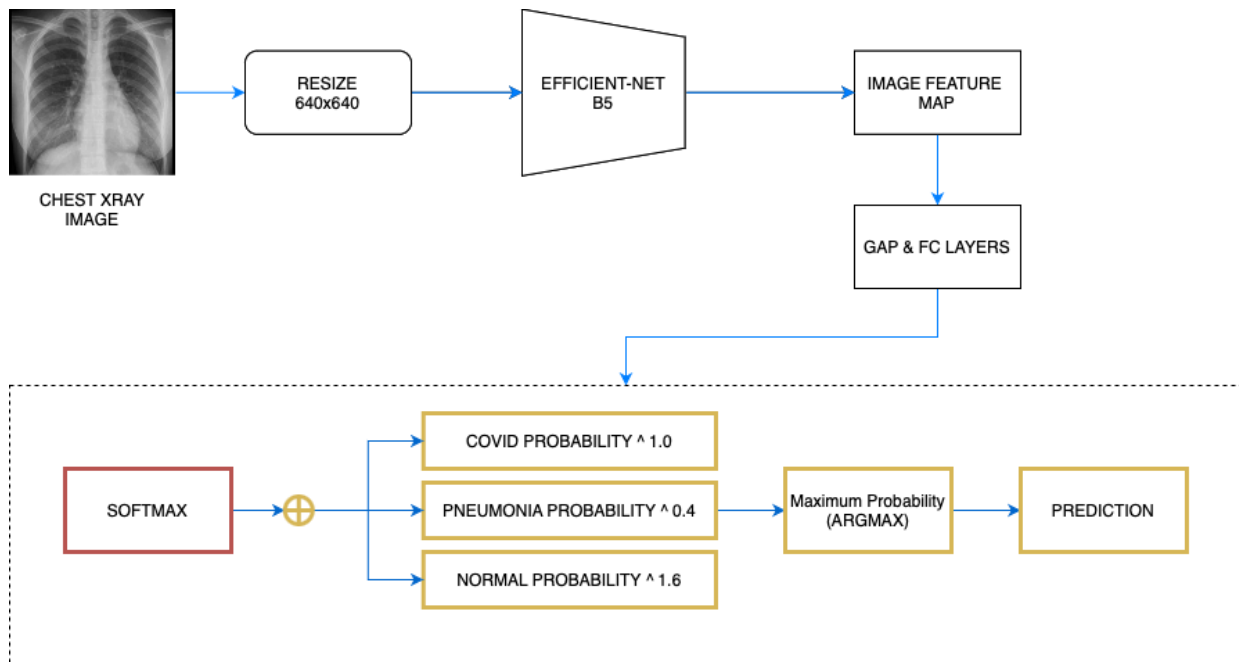 CHEST XRAY
IMAGE
RESIZE
640x640
EFFICIENT-NET
B5
IMAGE FEATURE
MAP
GAP & FC LAYERS
SOFTMAX
COVID PROBABILITY ^ 1.0
PNEUMONIA PROBABILITY ^ 0.4
NORMAL PROBABILITY ^ 1.6
Maximum Probability
(ARGMAX)
PREDICTION